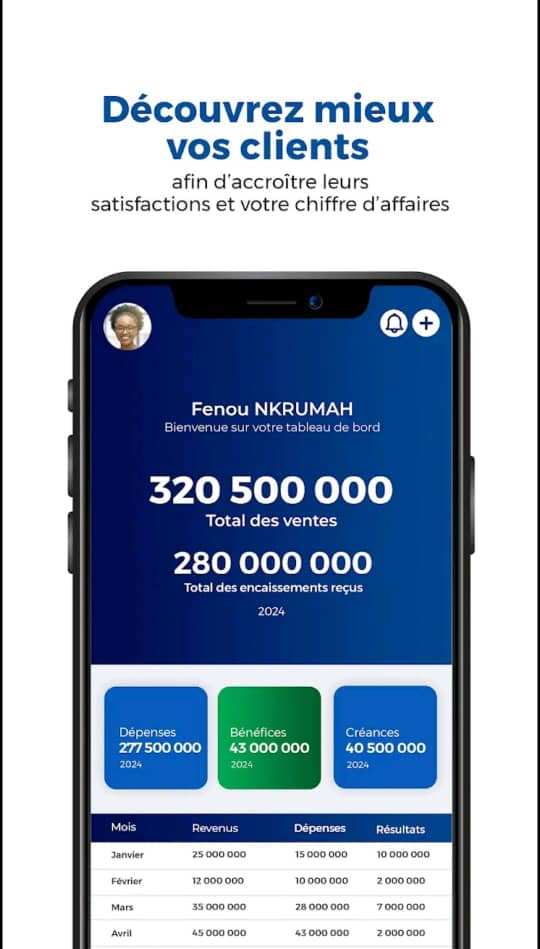 Découvrez mieux
vos clients
afin d'accroître leurs
satisfactions et votre chiffre d'affaires
Fenou NKRUMAH
Bienvenue sur votre tableau de bord
320 500 000
Total des ventes
280 000 000
Total des encaissements reçus
2024
Dépenses
277 500 000
2024
Bénéfices
43 000 000
2024
Créances
40 500 000
2024
Mois Revenus Dépenses Résultats
Janvier 25 000 000 15 000 000 10 000 000
Février 12 000 000 10 000 000 2 000 000
Mars 35 000 000 28 000 000 7 000 000
Avril 45 000 000 43 000 000 2 000 000